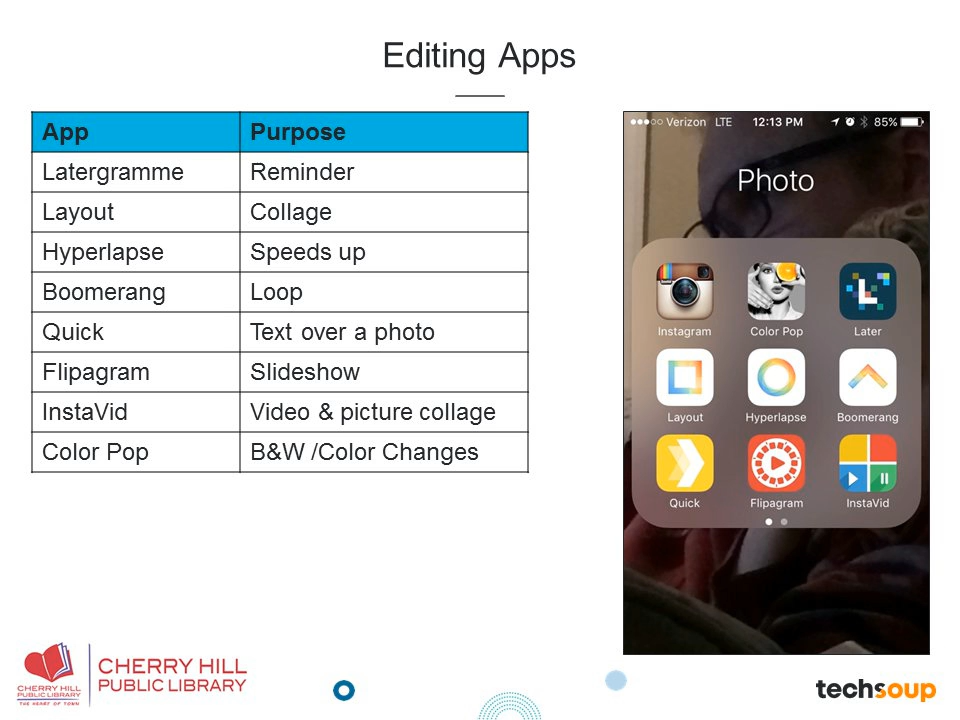 Editing Apps
App Purpose
Latergramme Reminder
Layout Collage
Hyperlapse Speeds up
Boomerang Loop
Quick Text over a photo
Flipagram Slideshow
InstaVid Video & picture collage
Color Pop B&W /Color Changes
Verizon LTE 12:13 PM 85%
Photo
Instagram Color Pop Later
Layout Hyperlapse Boomerang
Quick Flipagram InstaVid
CHERRY HILL
PUBLIC LIBRARY
THE HEART OF TOWN
CHERRY HILL
PUBLIC LIBRARY
techsoup